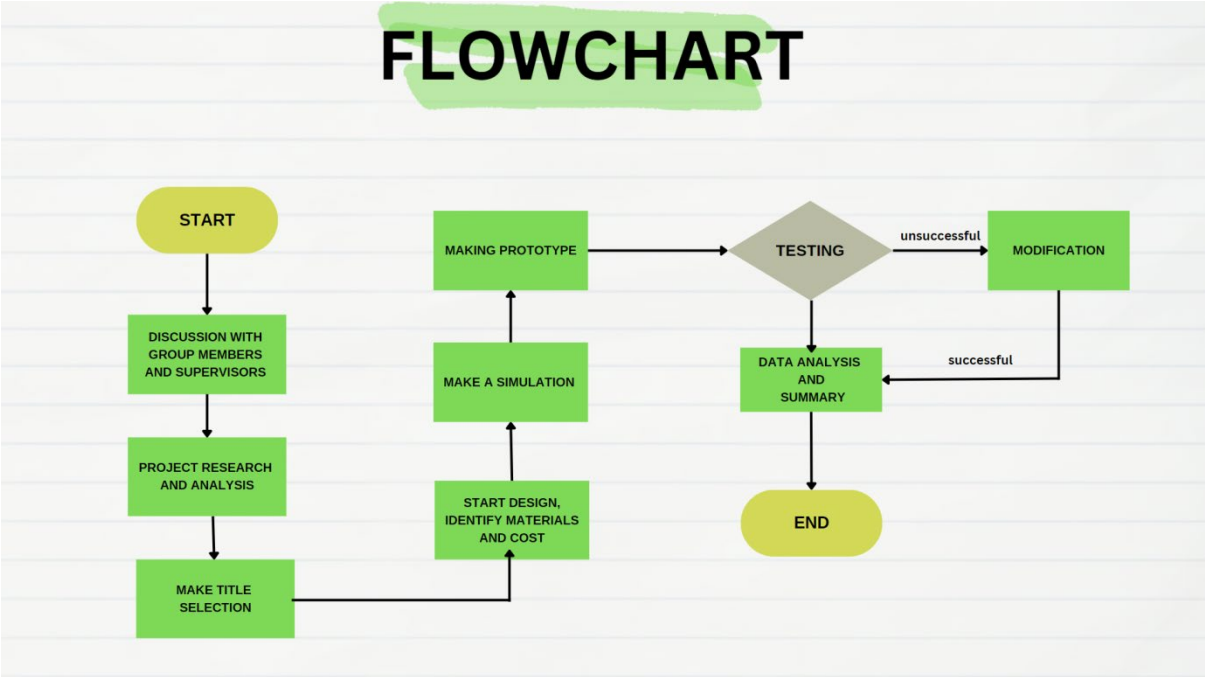 FLOWCHART
START
DISCUSSION WITH
GROUP MEMBERS
AND SUPERVISORS
PROJECT RESEARCH
AND ANALYSIS
MAKE TITLE
SELECTION
START DESIGN,
IDENTIFY MATERIALS
AND COST
MAKE A SIMULATION
MAKING PROTOTYPE
TESTING
unsuccessful
MODIFICATION
successful
DATA ANALYSIS
AND
SUMMARY
END